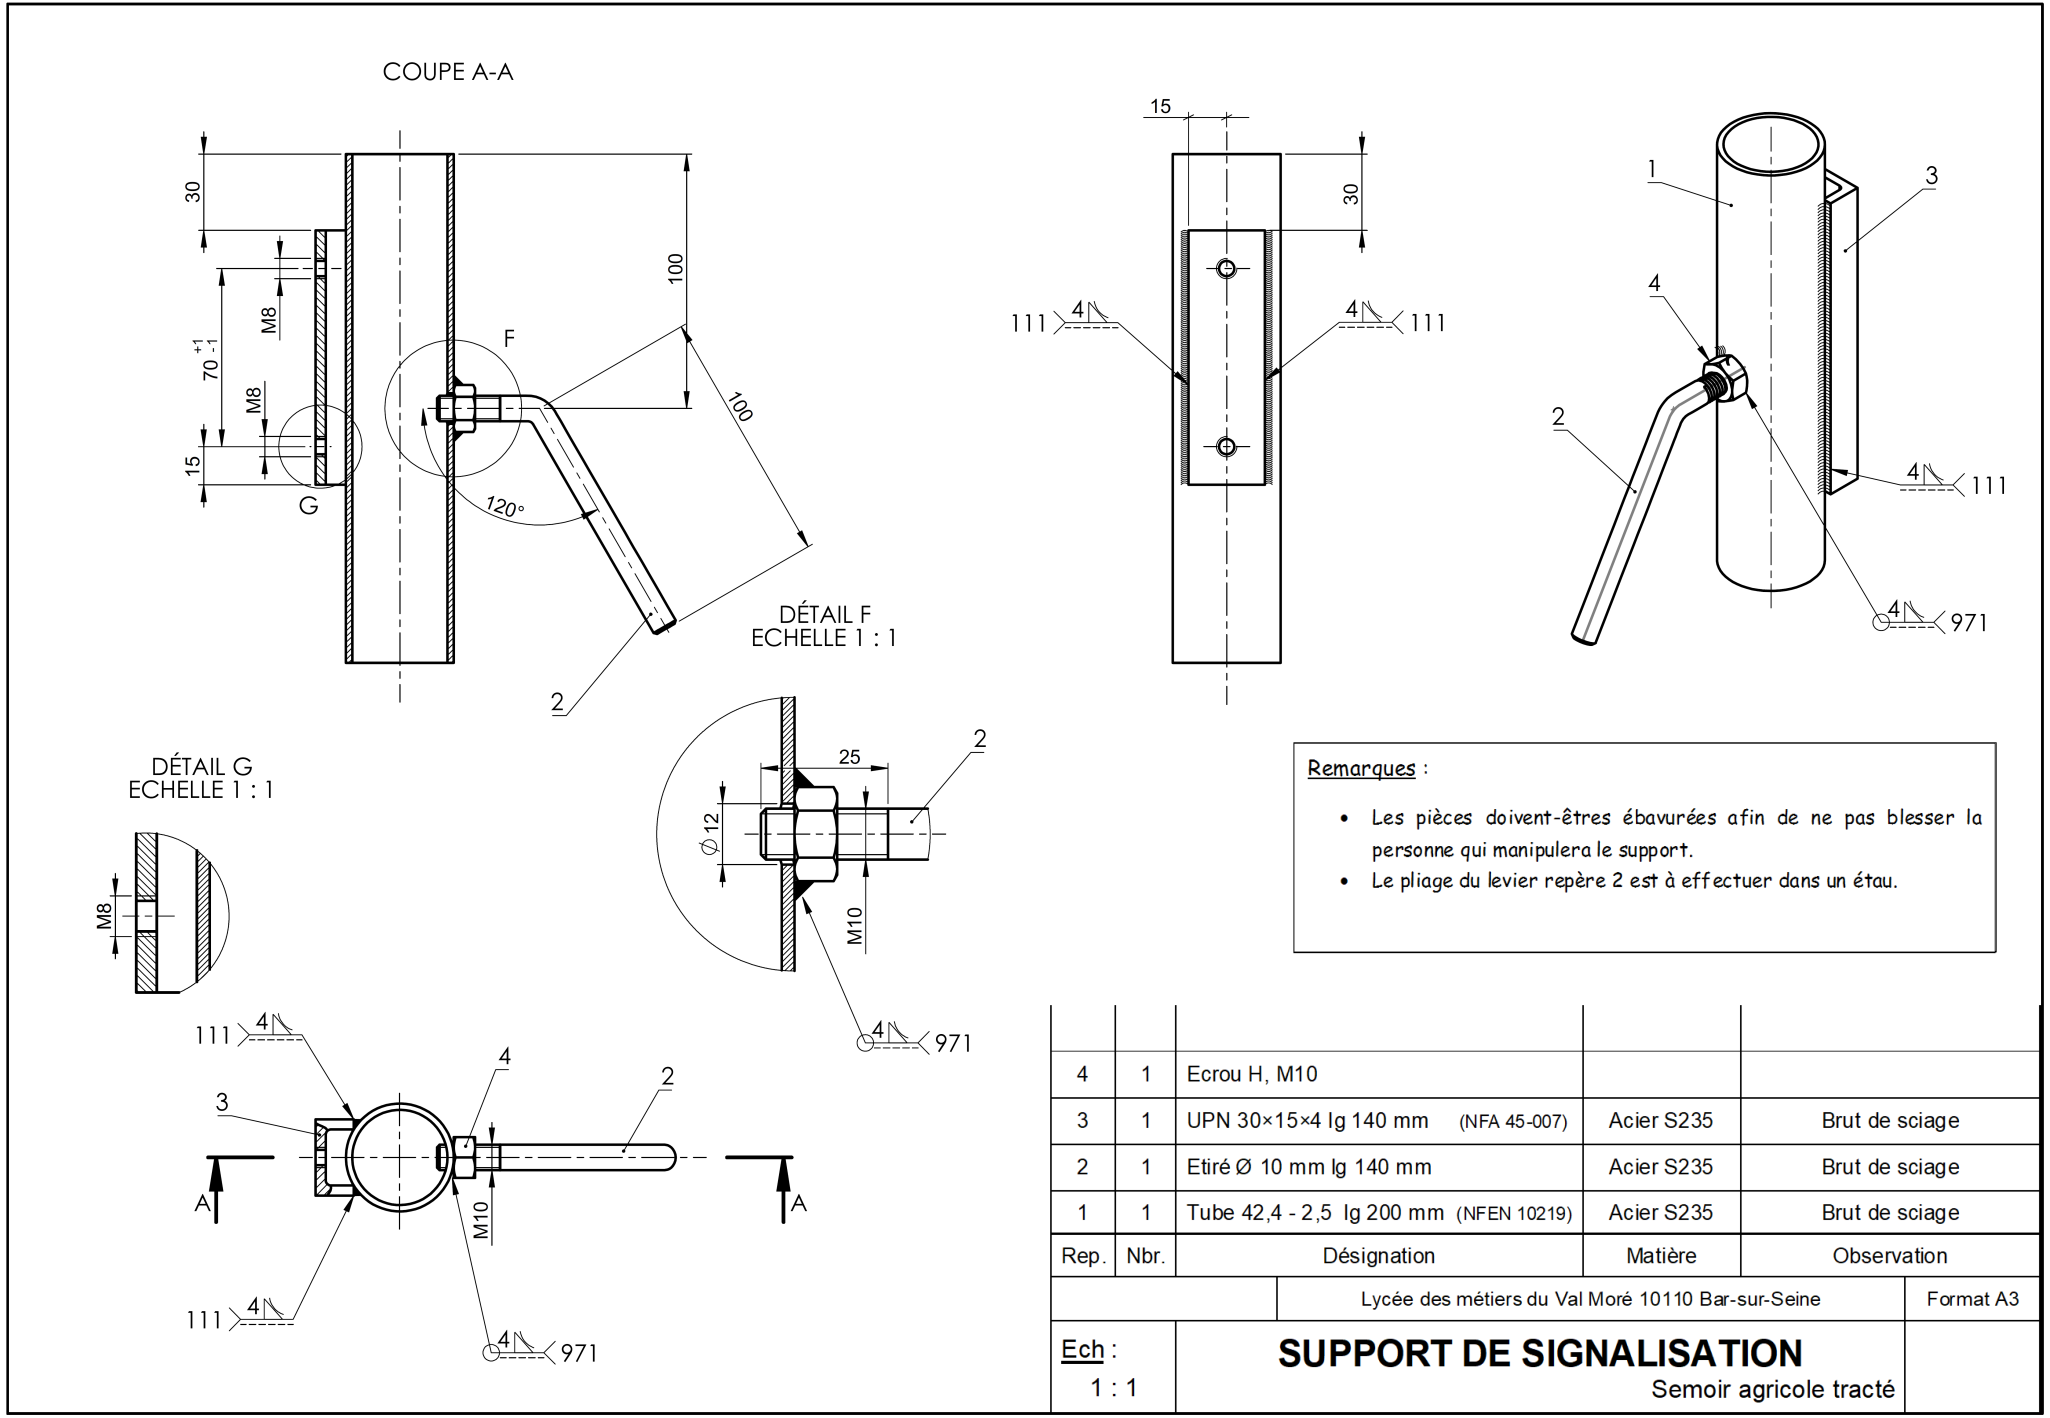 COUPE A-A
30
M8
70 +1 -1
M8
15
G
F
100
100
120°
2
15
30
111 4
4 111
1
3
4
2
4 111
4 971
DÉTAIL F
ECHELLE 1 : 1
25
2
Ø 12
M10
4 971
DÉTAIL G
ECHELLE 1 : 1
M8
111 4
3
4
2
A
A
M10
111 4
4 971
Remarques :
• Les pièces doivent-êtres ébavurées afin de ne pas blesser la
personne qui manipulera le support.
• Le pliage du levier repère 2 est à effectuer dans un étau.
4 1 Ecrou H, M10
3 1 UPN 30×15×4 lg 140 mm (NFA 45-007) Acier S235 Brut de sciage
2 1 Etiré Ø 10 mm lg 140 mm Acier S235 Brut de sciage
1 1 Tube 42,4 - 2,5 lg 200 mm (NFEN 10219) Acier S235 Brut de sciage
Rep. Nbr. Désignation Matière Observation
Lycée des métiers du Val Moré 10110 Bar-sur-Seine Format A3
Ech :
1 : 1
SUPPORT DE SIGNALISATION
Semoir agricole tracté